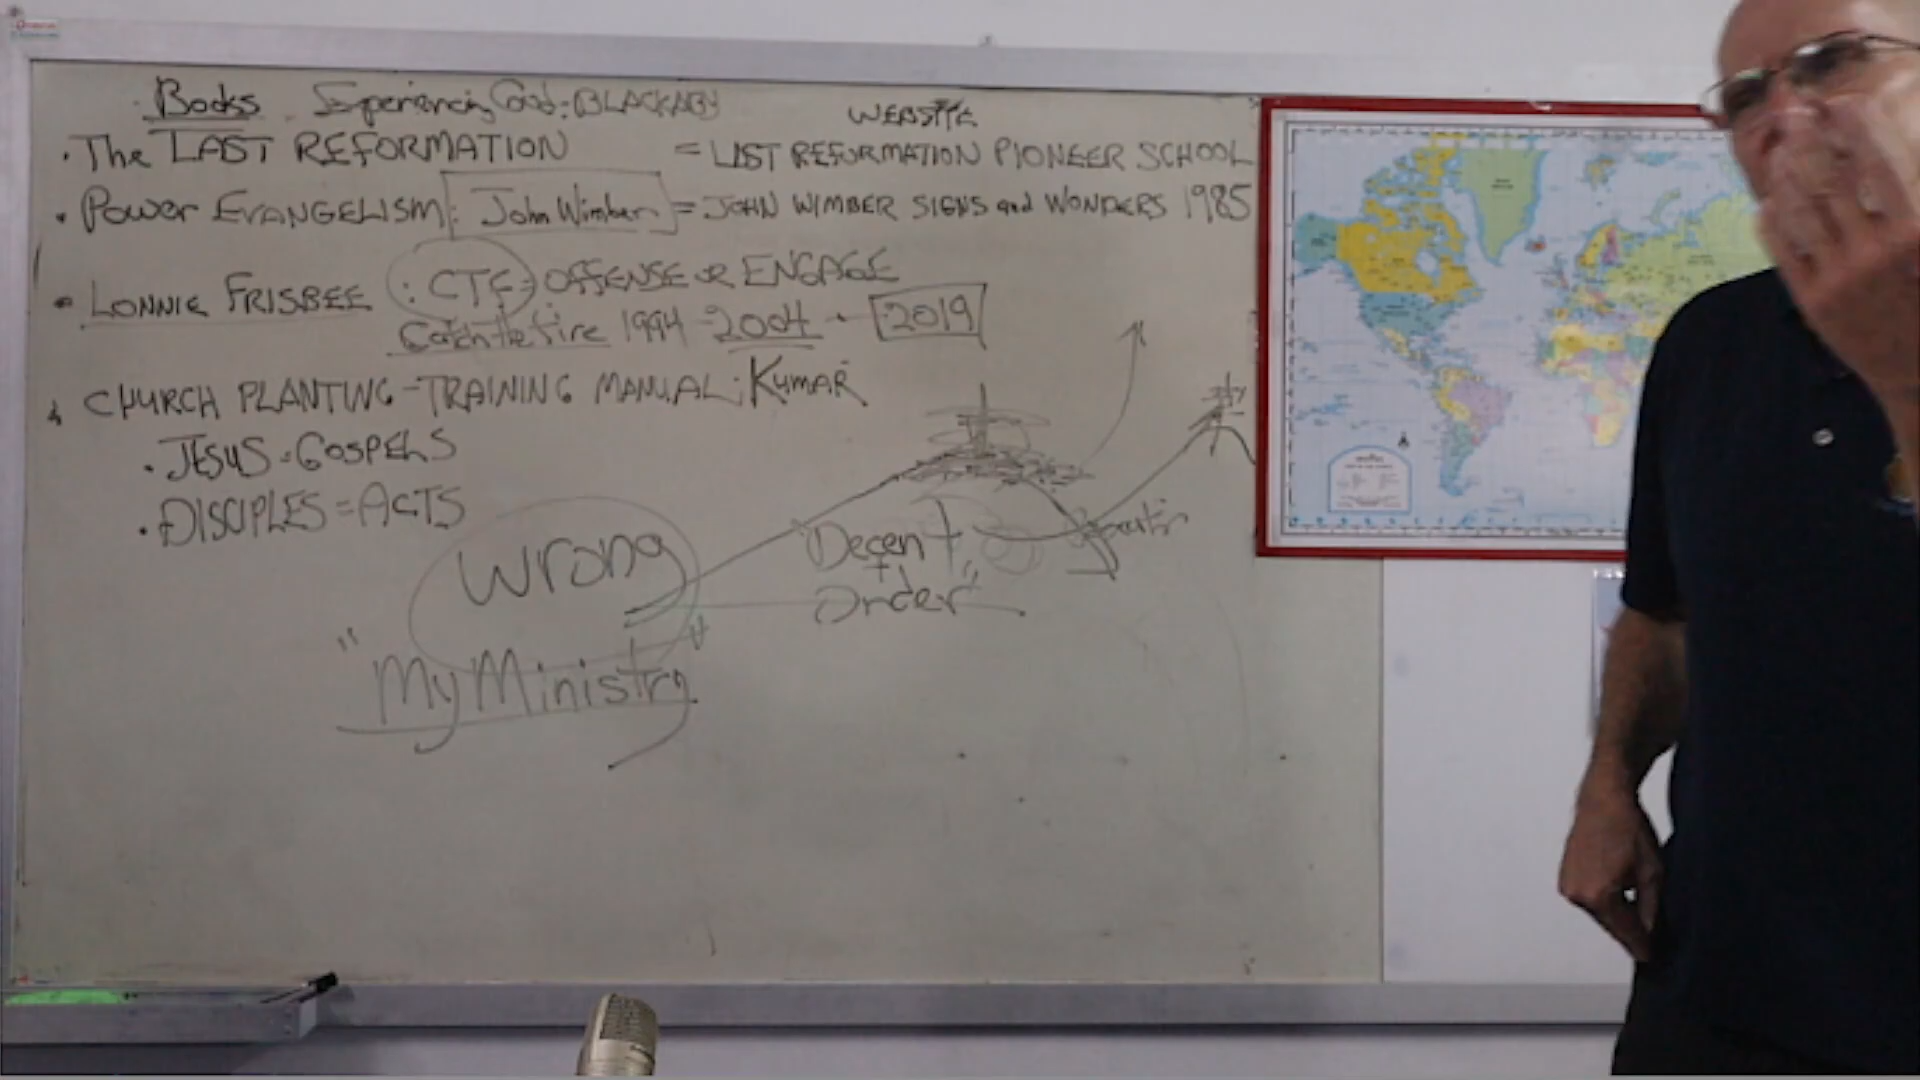 Books Experiencing God: BLACKABY
WEBSITE
• The LAST REFORMATION = LAST REFORMATION PIONEER SCHOOL
• POWER EVANGELISM: John Wimber = JOHN WIMBER SIGNS and WONDERS 1985
• LONNIE FRISBEE : CTF = OFFENSE OR ENGAGE
Catch the fire 1994 - 2004 - 2019
• CHURCH PLANTING - TRAINING MANUAL: KUMAR
• JESUS = GOSPELS
• DISCIPLES = ACTS
Wrong
"My Ministry"
Decent
+
Order"